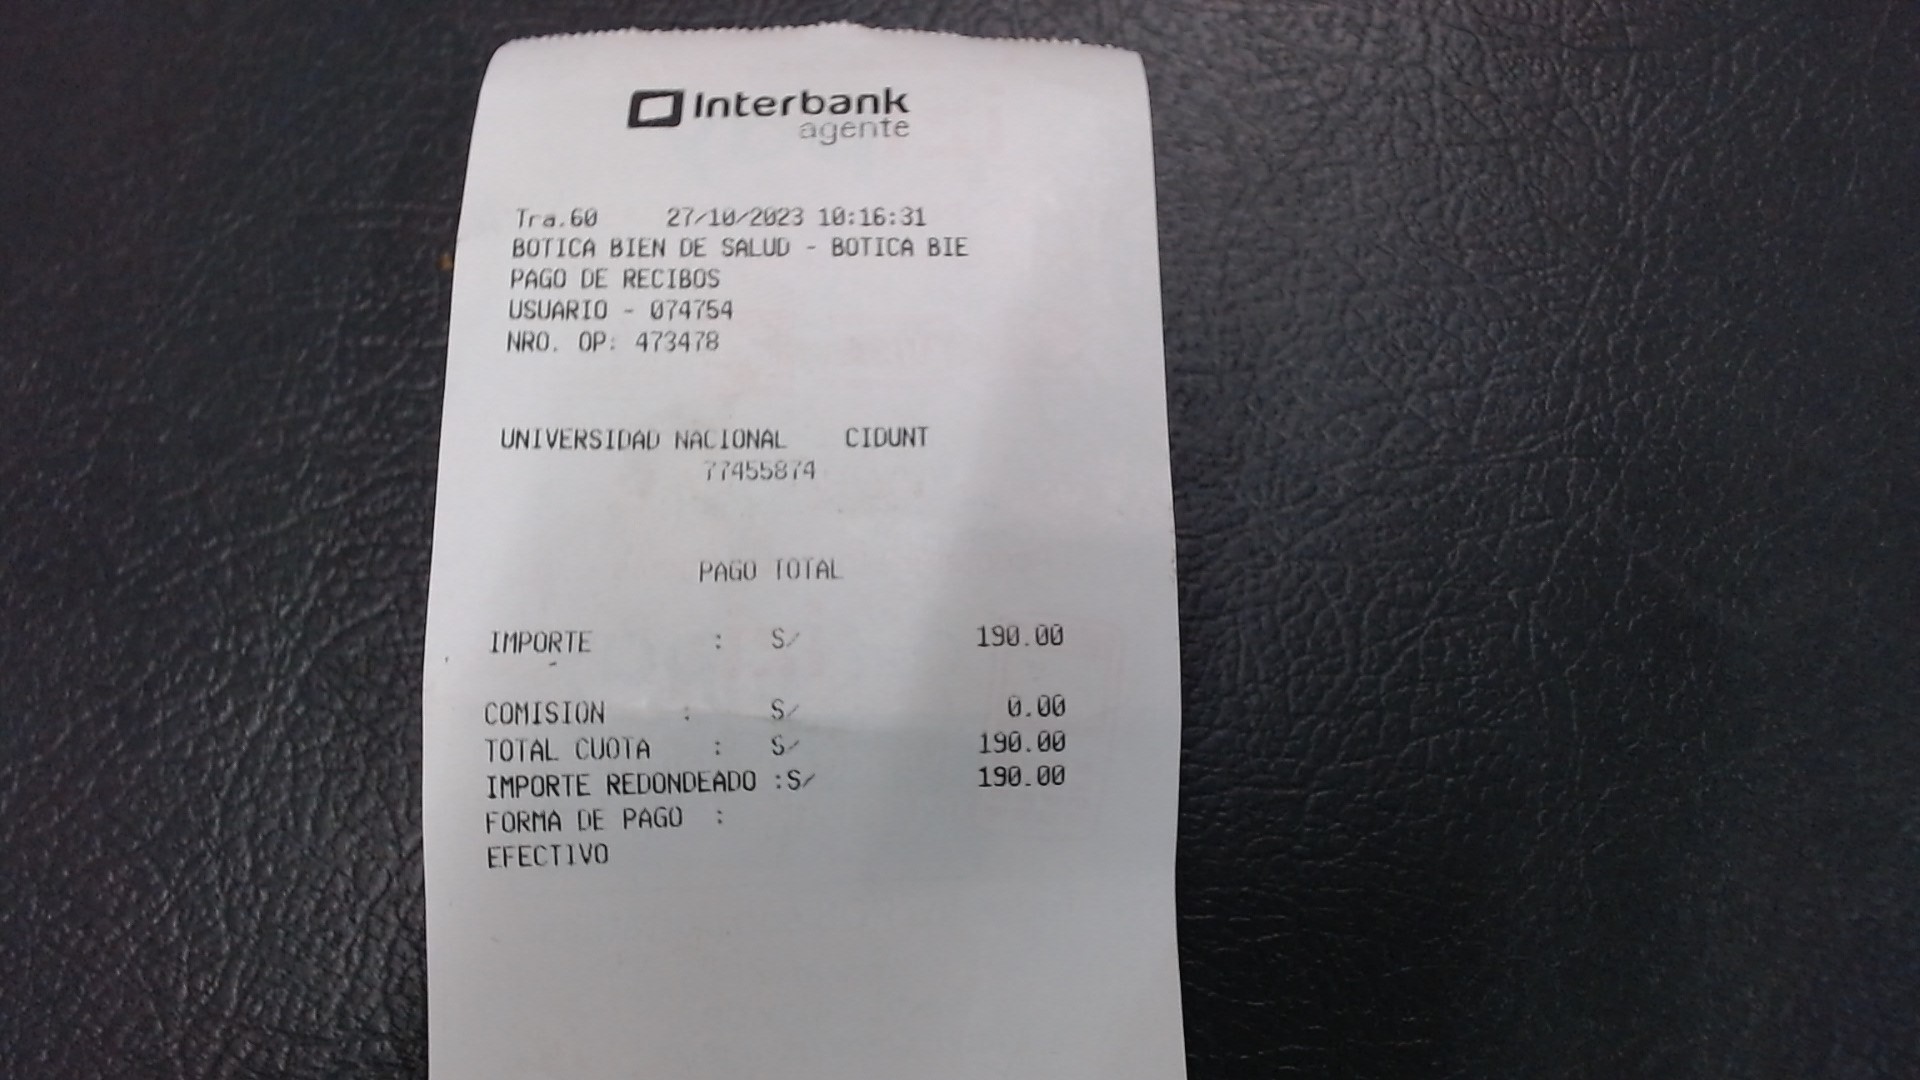 Interbank
agente
Tra.60 27/10/2023 10:16:31
BOTICA BIEN DE SALUD - BOTICA BIE
PAGO DE RECIBOS
USUARIO - 074754
NRO. OP: 473478
UNIVERSIDAD NACIONAL CIDUNT
77455874
PAGO TOTAL
IMPORTE : S/ 190.00
COMISION : S/ 0.00
TOTAL CUOTA : S/ 190.00
IMPORTE REDONDEADO :S/ 190.00
FORMA DE PAGO :
EFECTIVO